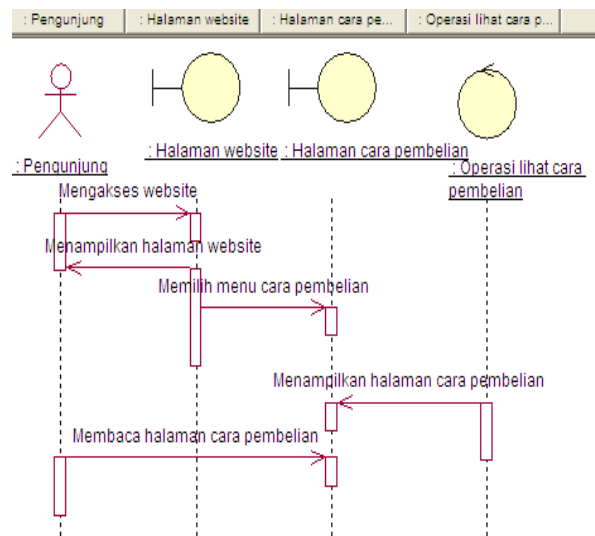 : Pengunjung
: Halaman website
: Halaman cara pe...
: Operasi lihat cara p...
: Pengunjung
: Halaman website
: Halaman cara pembelian
: Operasi lihat cara
pembelian
Mengakses website
Menampilkan halaman website
Memilih menu cara pembelian
Menampilkan halaman cara pembelian
Membaca halaman cara pembelian